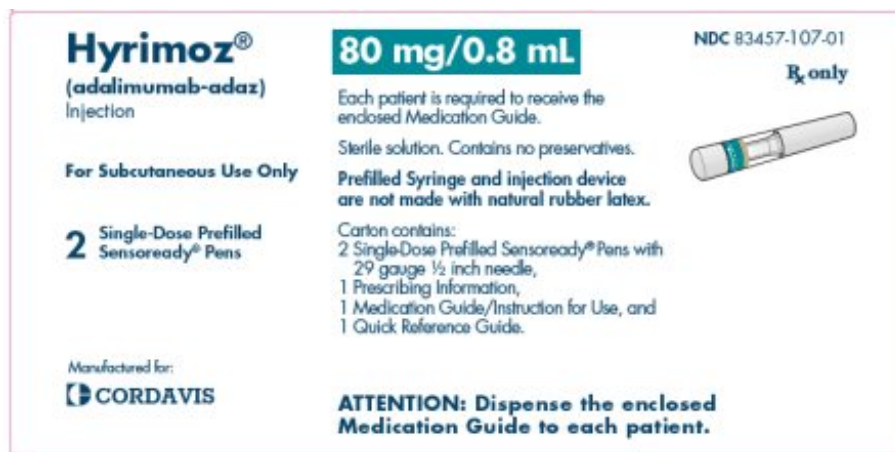 Hyrimoz®
(adalimumab-adaz)
Injection
For Subcutaneous Use Only
2 Single-Dose Prefilled
Sensoready® Pens
Manufactured for:
CORDAVIS
80 mg/0.8 mL
Each patient is required to receive the
enclosed Medication Guide.
Sterile solution. Contains no preservatives.
Prefilled Syringe and injection device
are not made with natural rubber latex.
Carton contains:
2 Single-Dose Prefilled Sensoready® Pens with
29 gauge ½ inch needle,
1 Prescribing Information,
1 Medication Guide/Instruction for Use, and
1 Quick Reference Guide.
ATTENTION: Dispense the enclosed
Medication Guide to each patient.
NDC 83457-107-01
℞ only